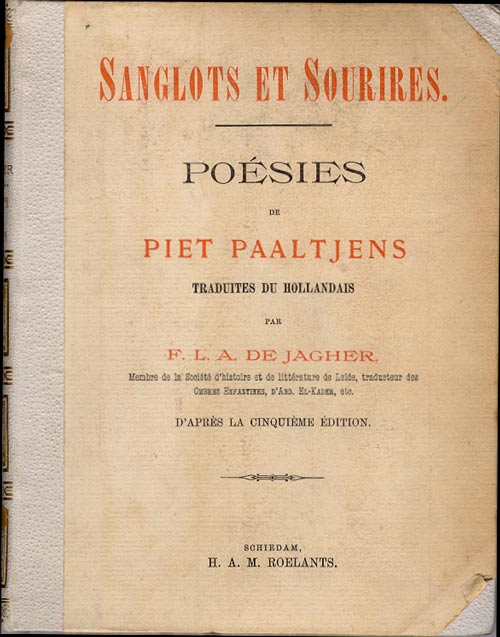 SANGLOTS ET SOURIRES.
POÉSIES
DE
PIET PAALTJENS
TRADUITES DU HOLLANDAIS
PAR
F. L. A. DE JAGHER,
Membre de la Société d'histoire et de littérature de Leide, traducteur des
OMBRES ENFANTINES, D'ABD. EL-KADER, etc.
D'APRÈS LA CINQUIÈME ÉDITION.
SCHIEDAM,
H. A. M. ROELANTS.